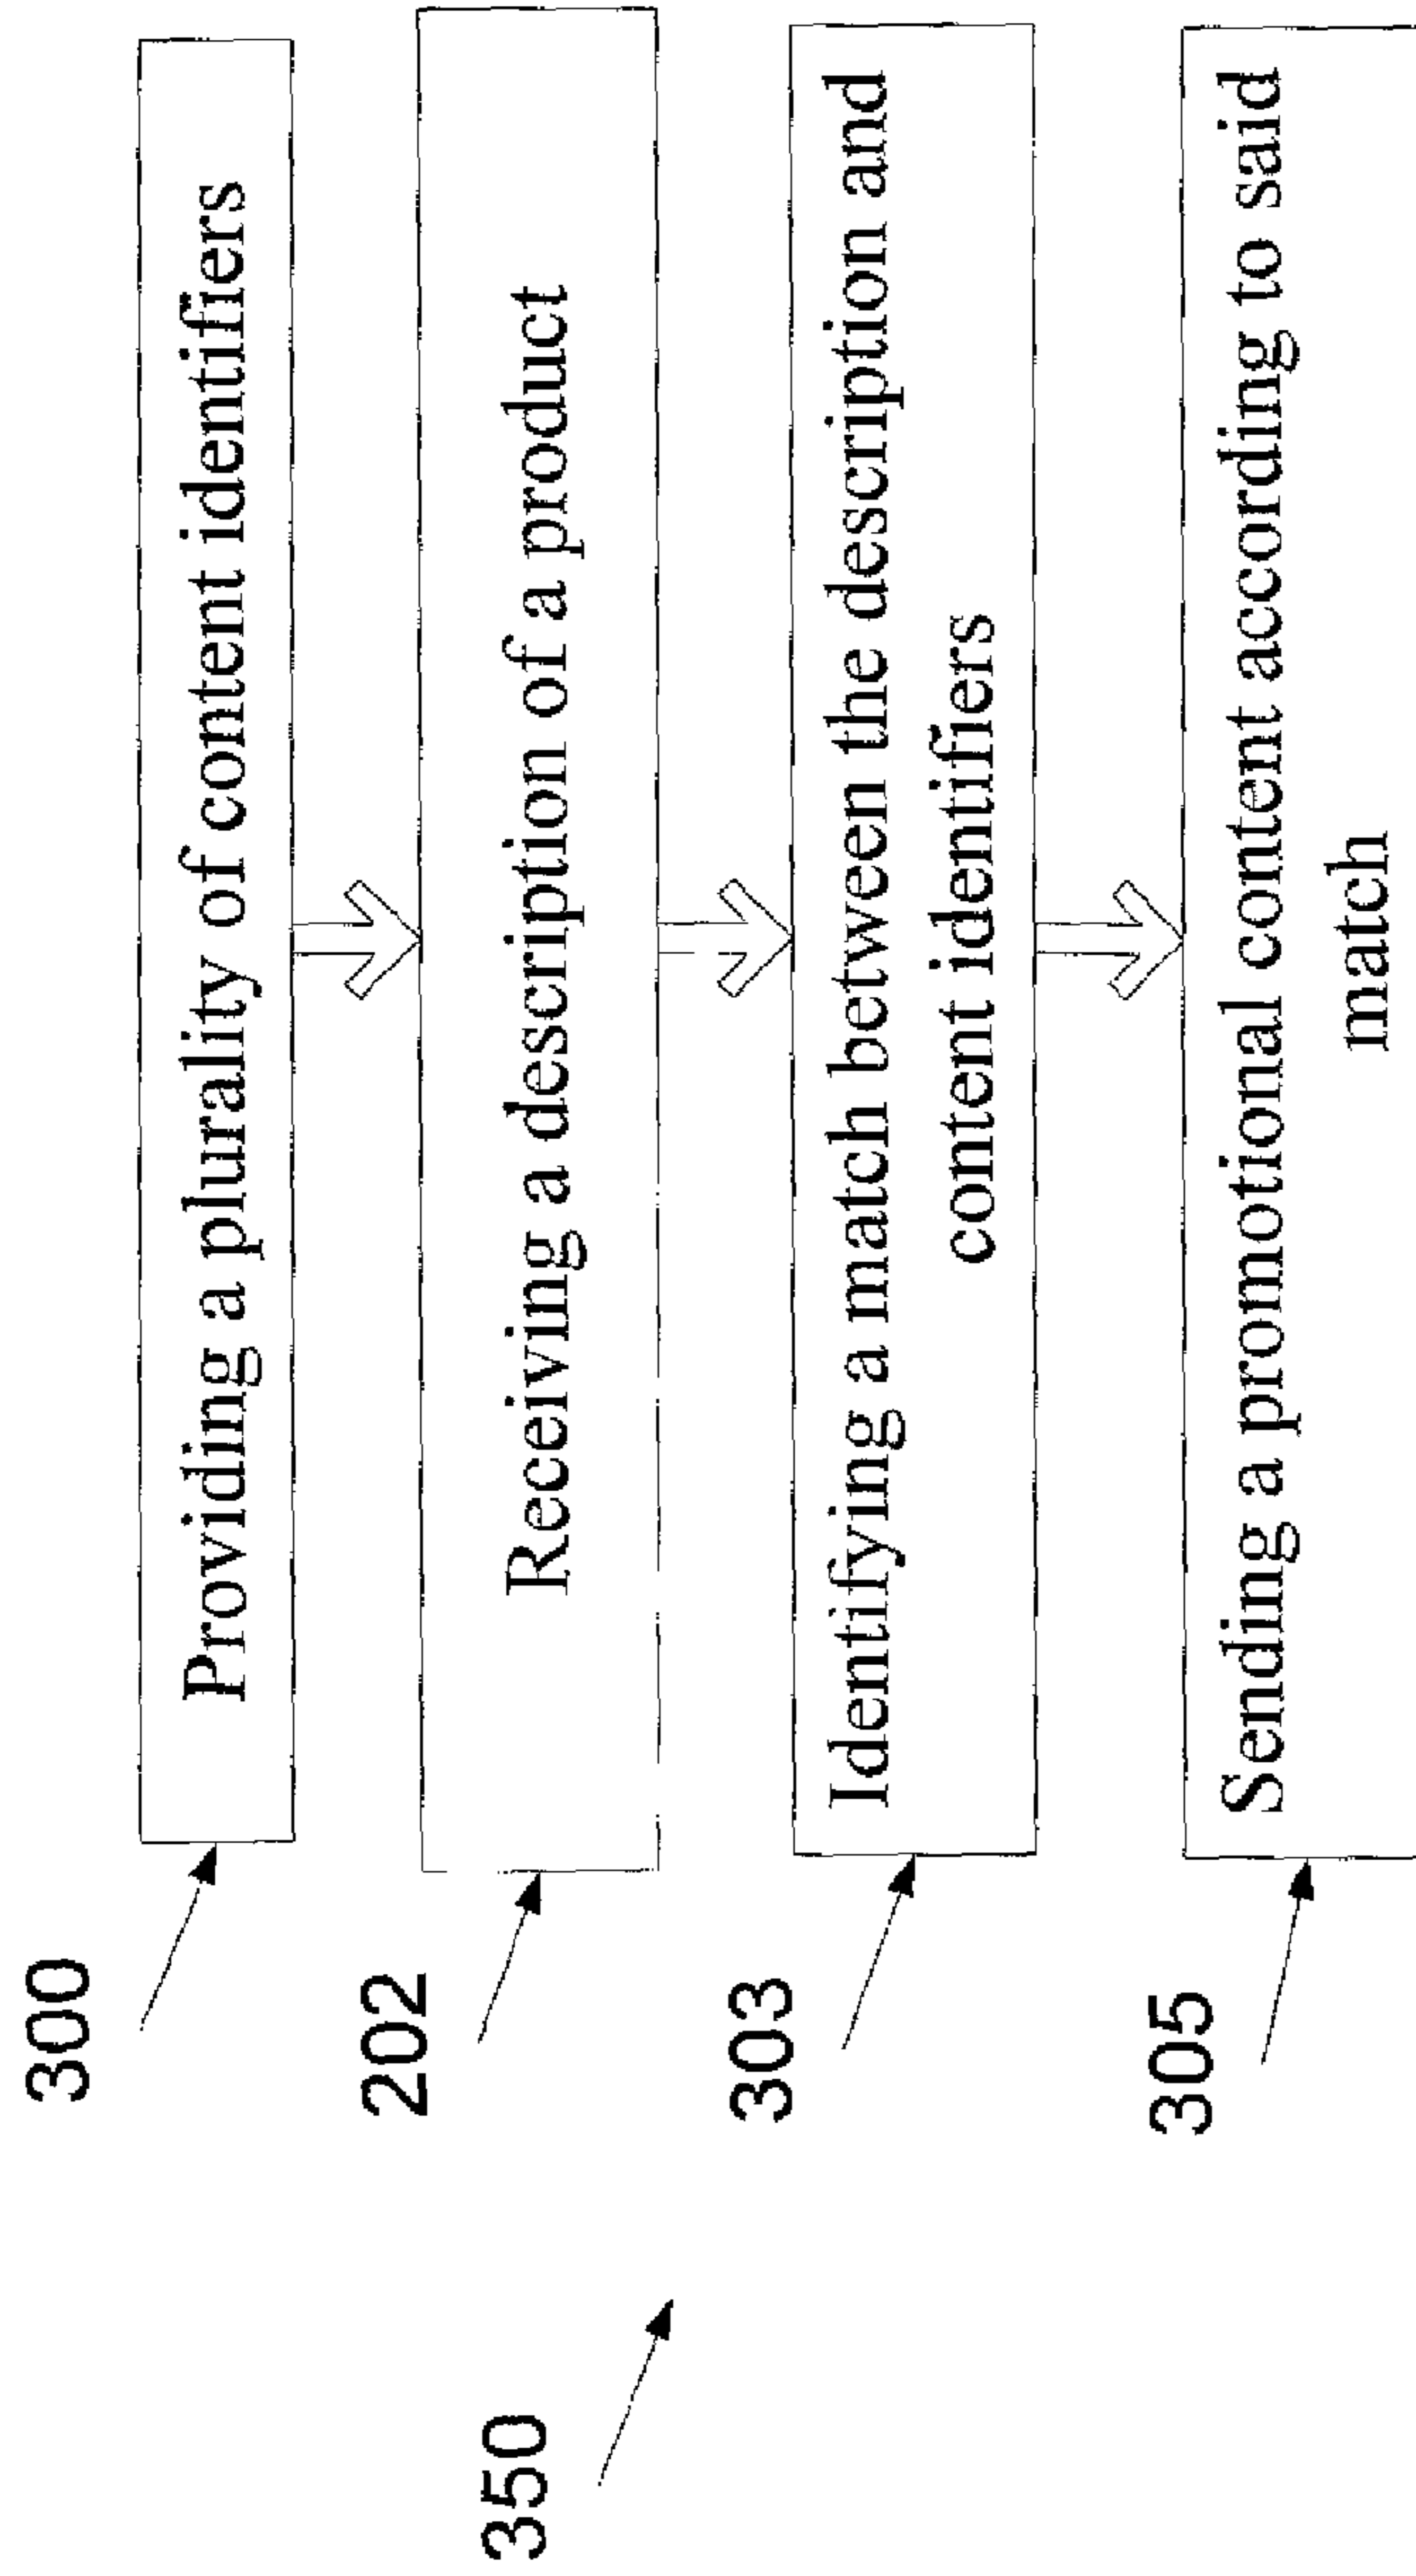 300
Providing a plurality of content identifiers
202
Receiving a description of a product
350
303
Identifying a match between the description and
content identifiers
305
Sending a promotional content according to said
match